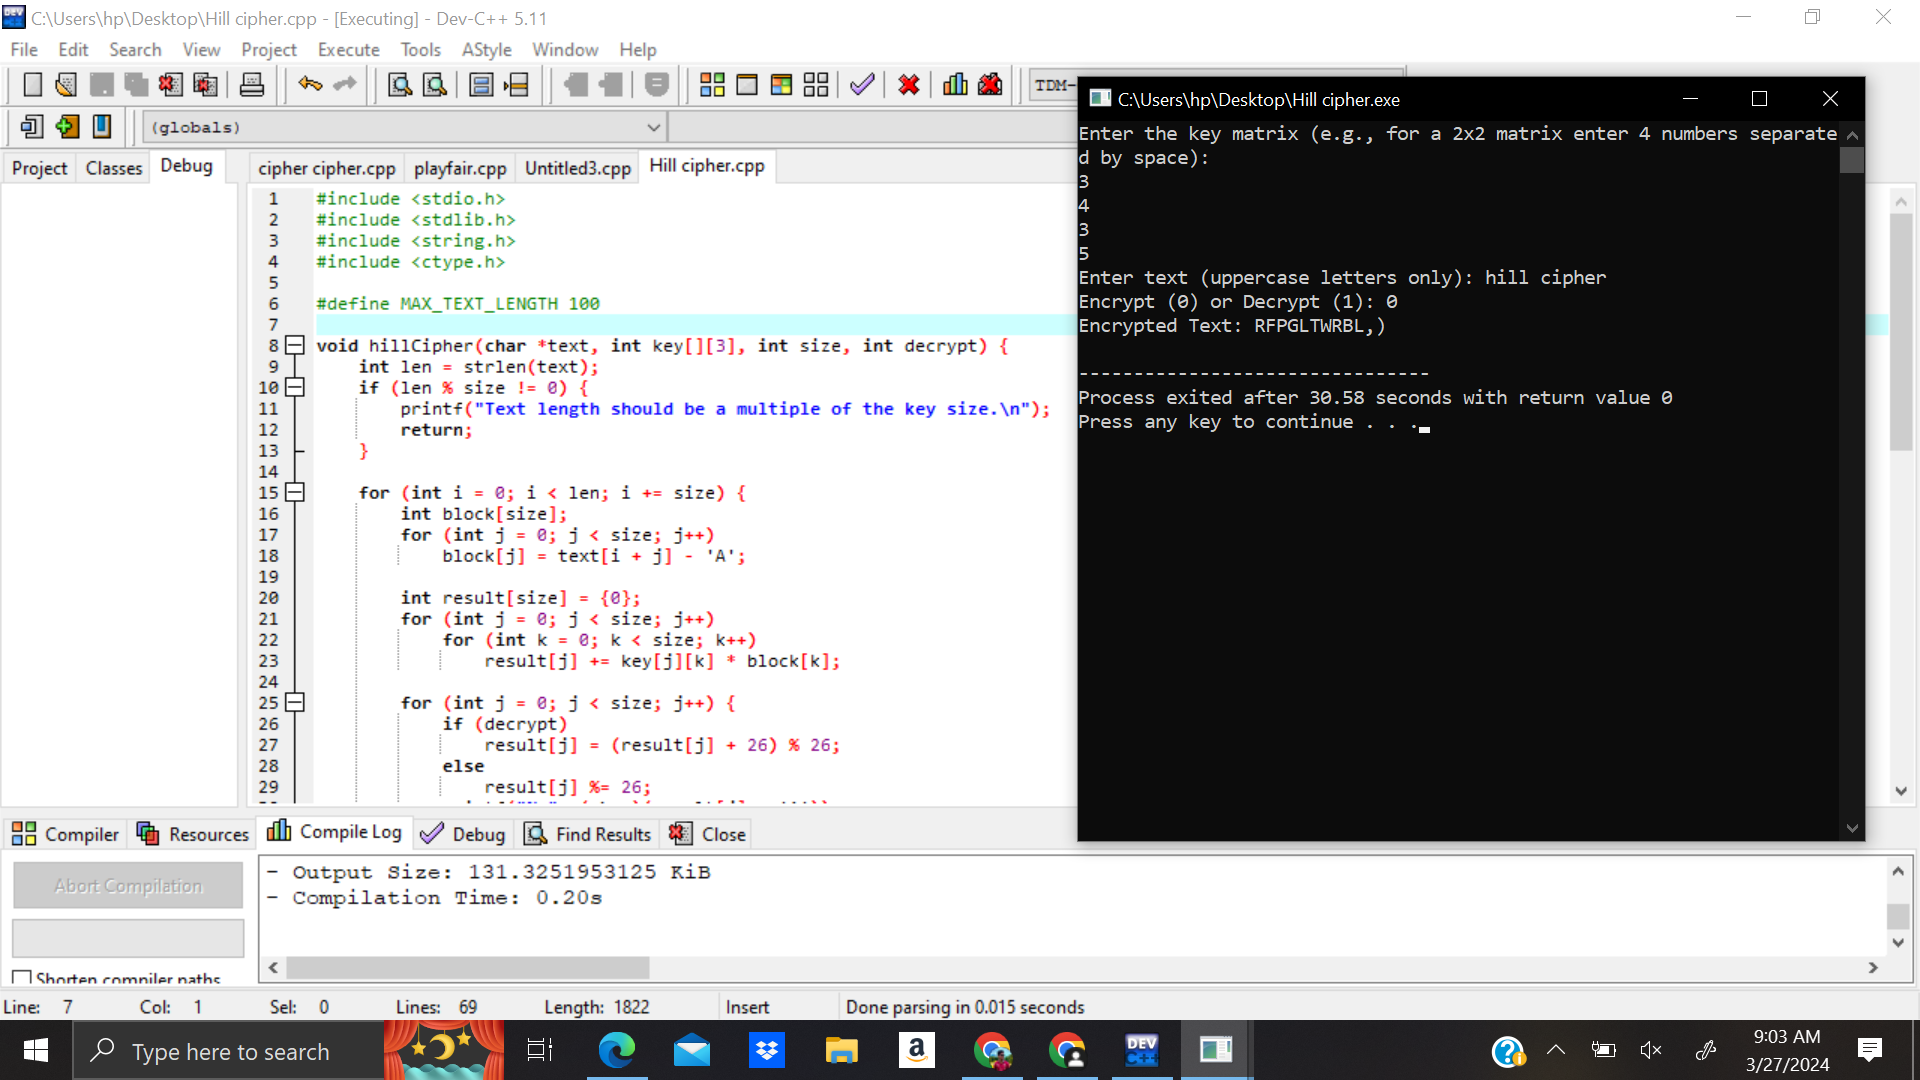 C:\Users\hp\Desktop\Hill cipher.cpp - [Executing] - Dev-C++ 5.11
File Edit Search View Project Execute Tools AStyle Window Help
TDM-
(globals)
Project Classes Debug
cipher cipher.cpp playfair.cpp Untitled3.cpp Hill cipher.cpp
1 #include <stdio.h>
2 #include <stdlib.h>
3 #include <string.h>
4 #include <ctype.h>
5
6 #define MAX_TEXT_LENGTH 100
7
8 void hillCipher(char *text, int key[][3], int size, int decrypt) {
9 int len = strlen(text);
10 if (len % size != 0) {
11 printf("Text length should be a multiple of the key size.\n");
12 return;
13 }
14
15 for (int i = 0; i < len; i += size) {
16 int block[size];
17 for (int j = 0; j < size; j++)
18 block[j] = text[i + j] - 'A';
19
20 int result[size] = {0};
21 for (int j = 0; j < size; j++)
22 for (int k = 0; k < size; k++)
23 result[j] += key[j][k] * block[k];
24
25 for (int j = 0; j < size; j++) {
26 if (decrypt)
27 result[j] = (result[j] + 26) % 26;
28 else
29 result[j] %= 26;
C:\Users\hp\Desktop\Hill cipher.exe
Enter the key matrix (e.g., for a 2x2 matrix enter 4 numbers separate
d by space):
3
4
3
5
Enter text (uppercase letters only): hill cipher
Encrypt (0) or Decrypt (1): 0
Encrypted Text: RFPGLTWRBL,)
--------------------------------
Process exited after 30.58 seconds with return value 0
Press any key to continue . . .
Compiler Resources Compile Log Debug Find Results Close
Abort Compilation
Shorten compiler paths
- Output Size: 131.3251953125 KiB
- Compilation Time: 0.20s
Line: 7 Col: 1 Sel: 0 Lines: 69 Length: 1822 Insert Done parsing in 0.015 seconds
Type here to search
DEV C++
9:03 AM
3/27/2024